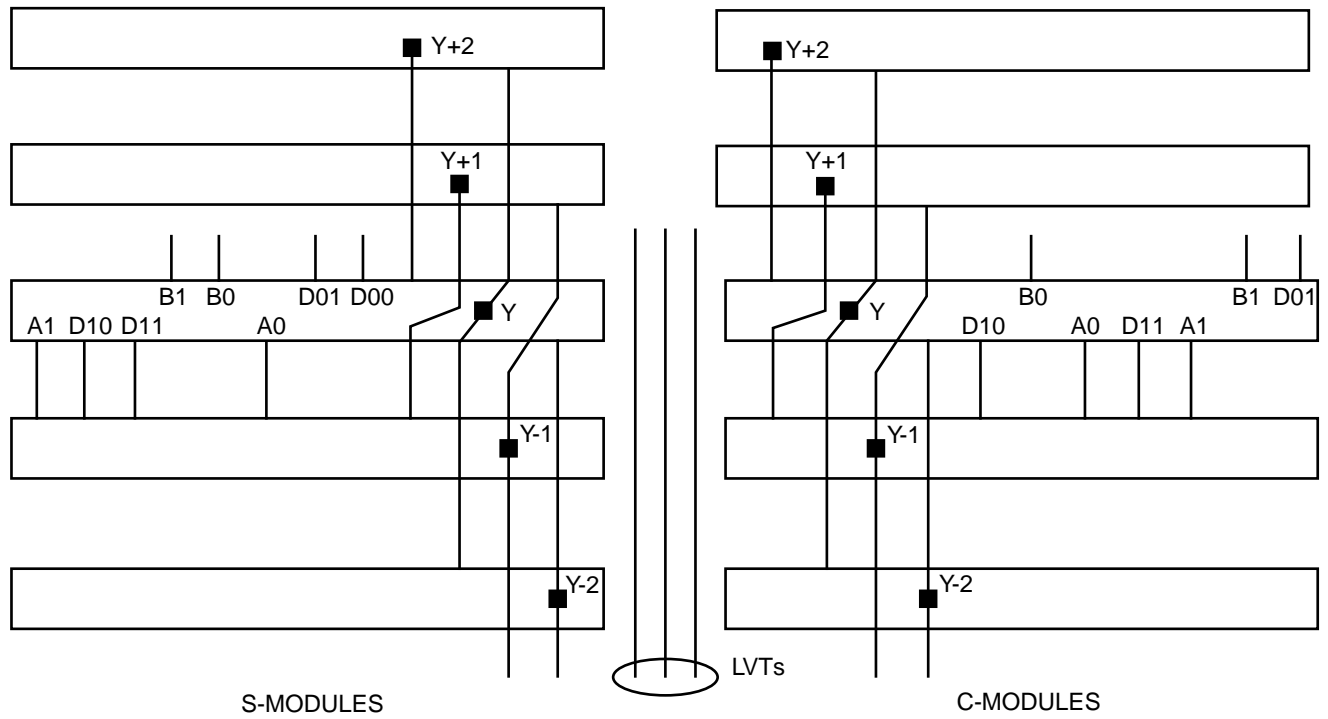 Y+2
Y+2
Y+1
Y+1
B1 B0 D01 D00
B0 B1 D01
Y
Y
A1 D10 D11 A0
D10 A0 D11 A1
Y-1
Y-1
Y-2
Y-2
LVTs
S-MODULES
C-MODULES